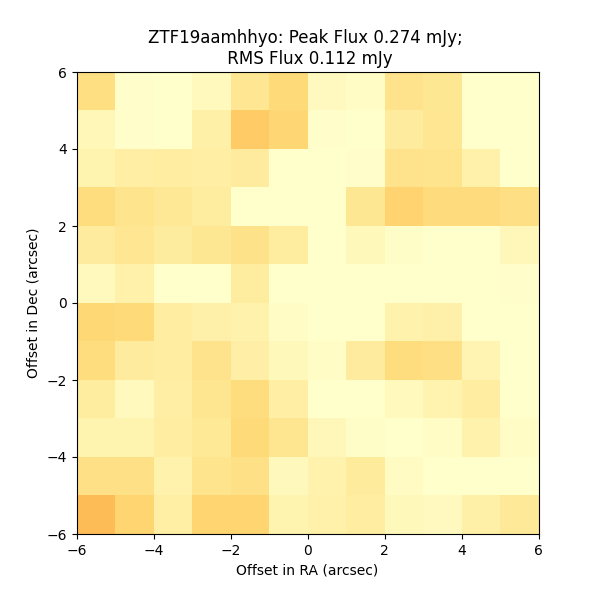 ZTF19aamhhyo: Peak Flux 0.274 mJy;
RMS Flux 0.112 mJy
6
4
2
0
−2
−4
−6
Offset in Dec (arcsec)
−6 −4 −2 0 2 4 6
Offset in RA (arcsec)